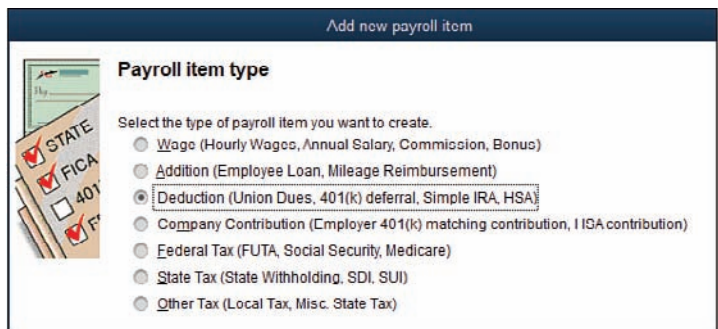 Add new payroll item
Payroll item type
Select the type of payroll item you want to create.
Wage (Hourly Wages, Annual Salary, Commission, Bonus)
Addition (Employee Loan, Mileage Reimbursement)
Deduction (Union Dues, 401(k) deferral, Simple IRA, HSA)
Company Contribution (Employer 401(k) matching contribution, HSA contribution)
Federal Tax (FUTA, Social Security, Medicare)
State Tax (State Withholding, SDI, SUI)
Other Tax (Local Tax, Misc. State Tax)
STATE
FICA
401